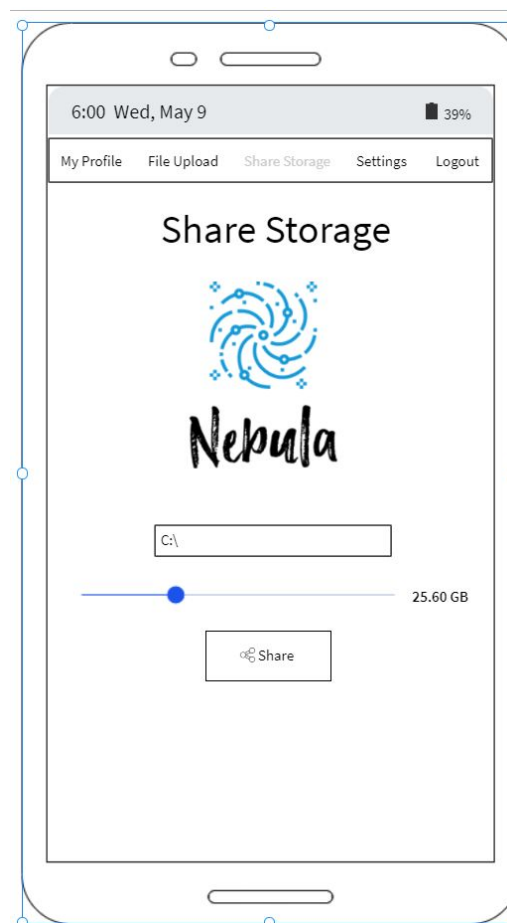 6:00 Wed, May 9 39%
My Profile File Upload Share Storage Settings Logout
Share Storage
Nebula
C:\
25.60 GB
Share